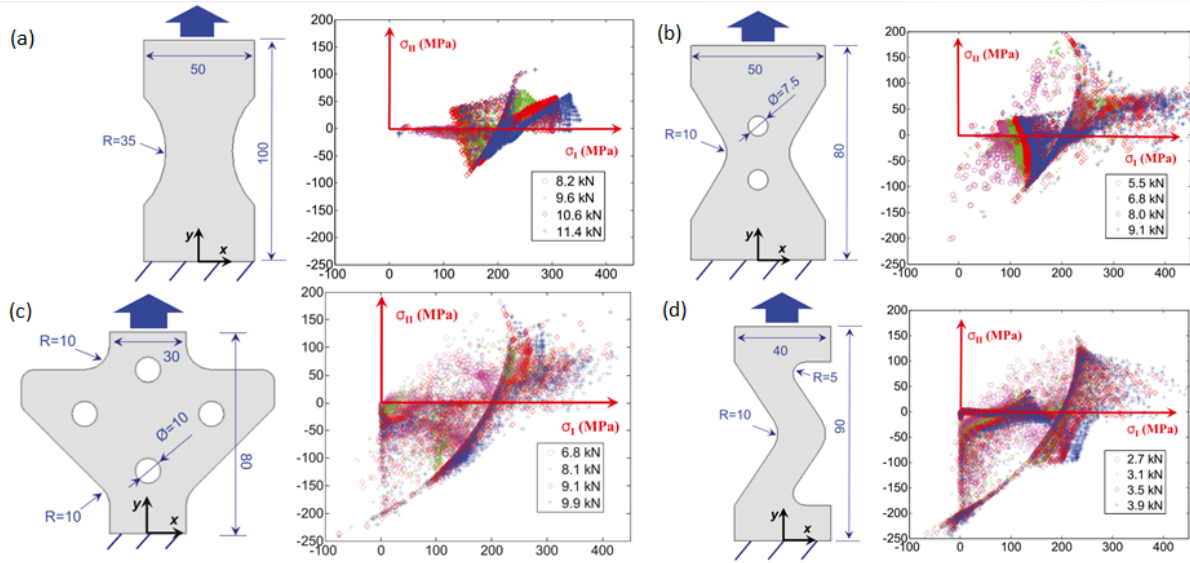 (a)
50
R=35
100
y
x
200
150
100
50
0
-50
-100
-150
-200
-250
σII (MPa)
σI (MPa)
8.2 kN
9.6 kN
10.6 kN
11.4 kN
-100
0
100
200
300
400
(b)
50
Ø=7.5
R=10
80
y
x
200
150
100
50
0
-50
-100
-150
-200
-250
σII (MPa)
σI (MPa)
5.5 kN
6.8 kN
8.0 kN
9.1 kN
-100
0
100
200
300
400
(c)
R=10
30
Ø=10
80
R=10
y
x
200
150
100
50
0
-50
-100
-150
-200
-250
σII (MPa)
σI (MPa)
6.8 kN
8.1 kN
9.1 kN
9.9 kN
-100
0
100
200
300
400
(d)
40
R=5
R=10
90
y
x
200
150
100
50
0
-50
-100
-150
-200
-250
σII (MPa)
σI (MPa)
2.7 kN
3.1 kN
3.5 kN
3.9 kN
-100
0
100
200
300
400